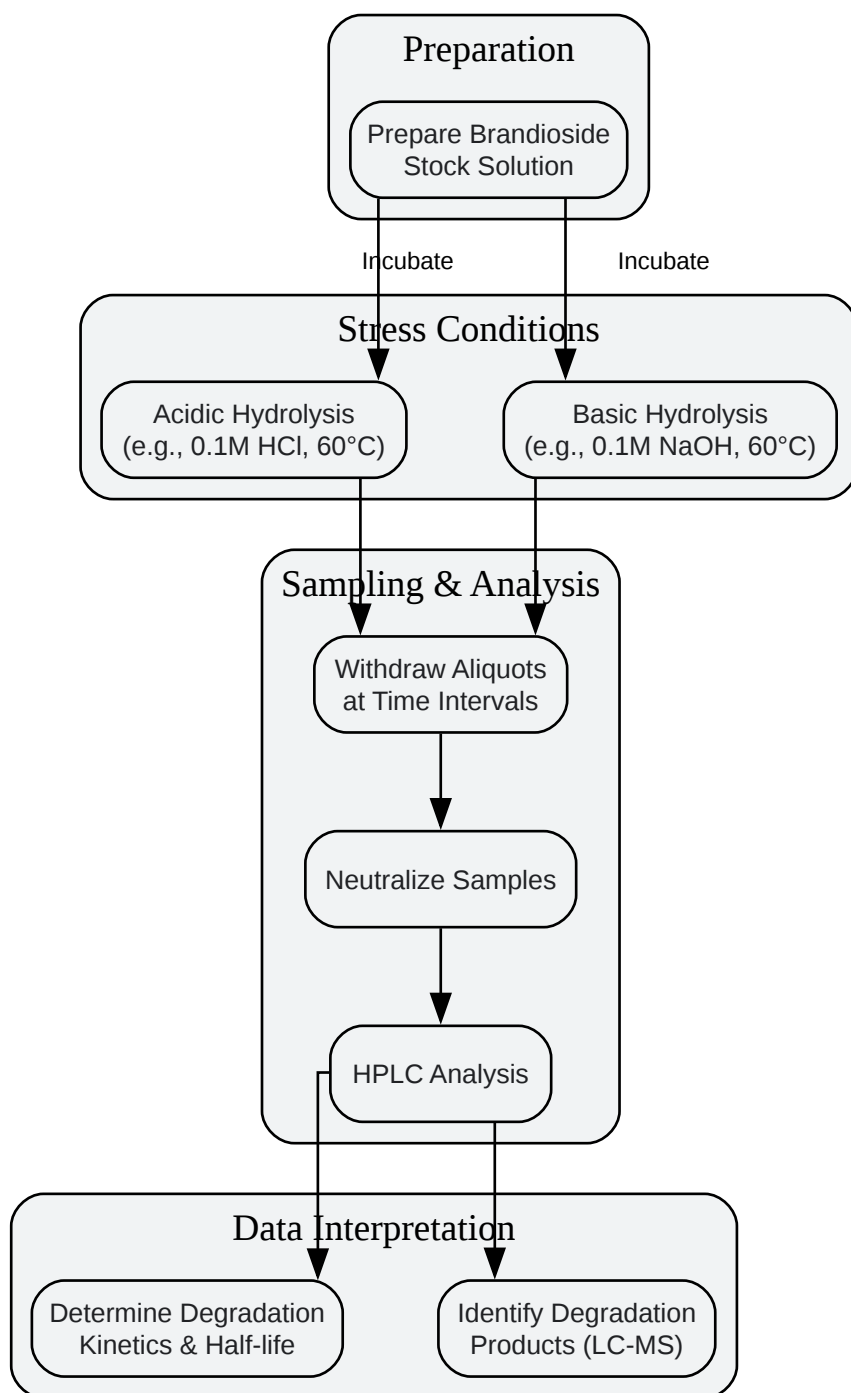 Preparation
Prepare Brandioside
Stock Solution
Incubate
Incubate
Stress Conditions
Acidic Hydrolysis
(e.g., 0.1M HCl, 60°C)
Basic Hydrolysis
(e.g., 0.1M NaOH, 60°C)
Sampling & Analysis
Withdraw Aliquots
at Time Intervals
Neutralize Samples
HPLC Analysis
Data Interpretation
Determine Degradation
Kinetics & Half-life
Identify Degradation
Products (LC-MS)